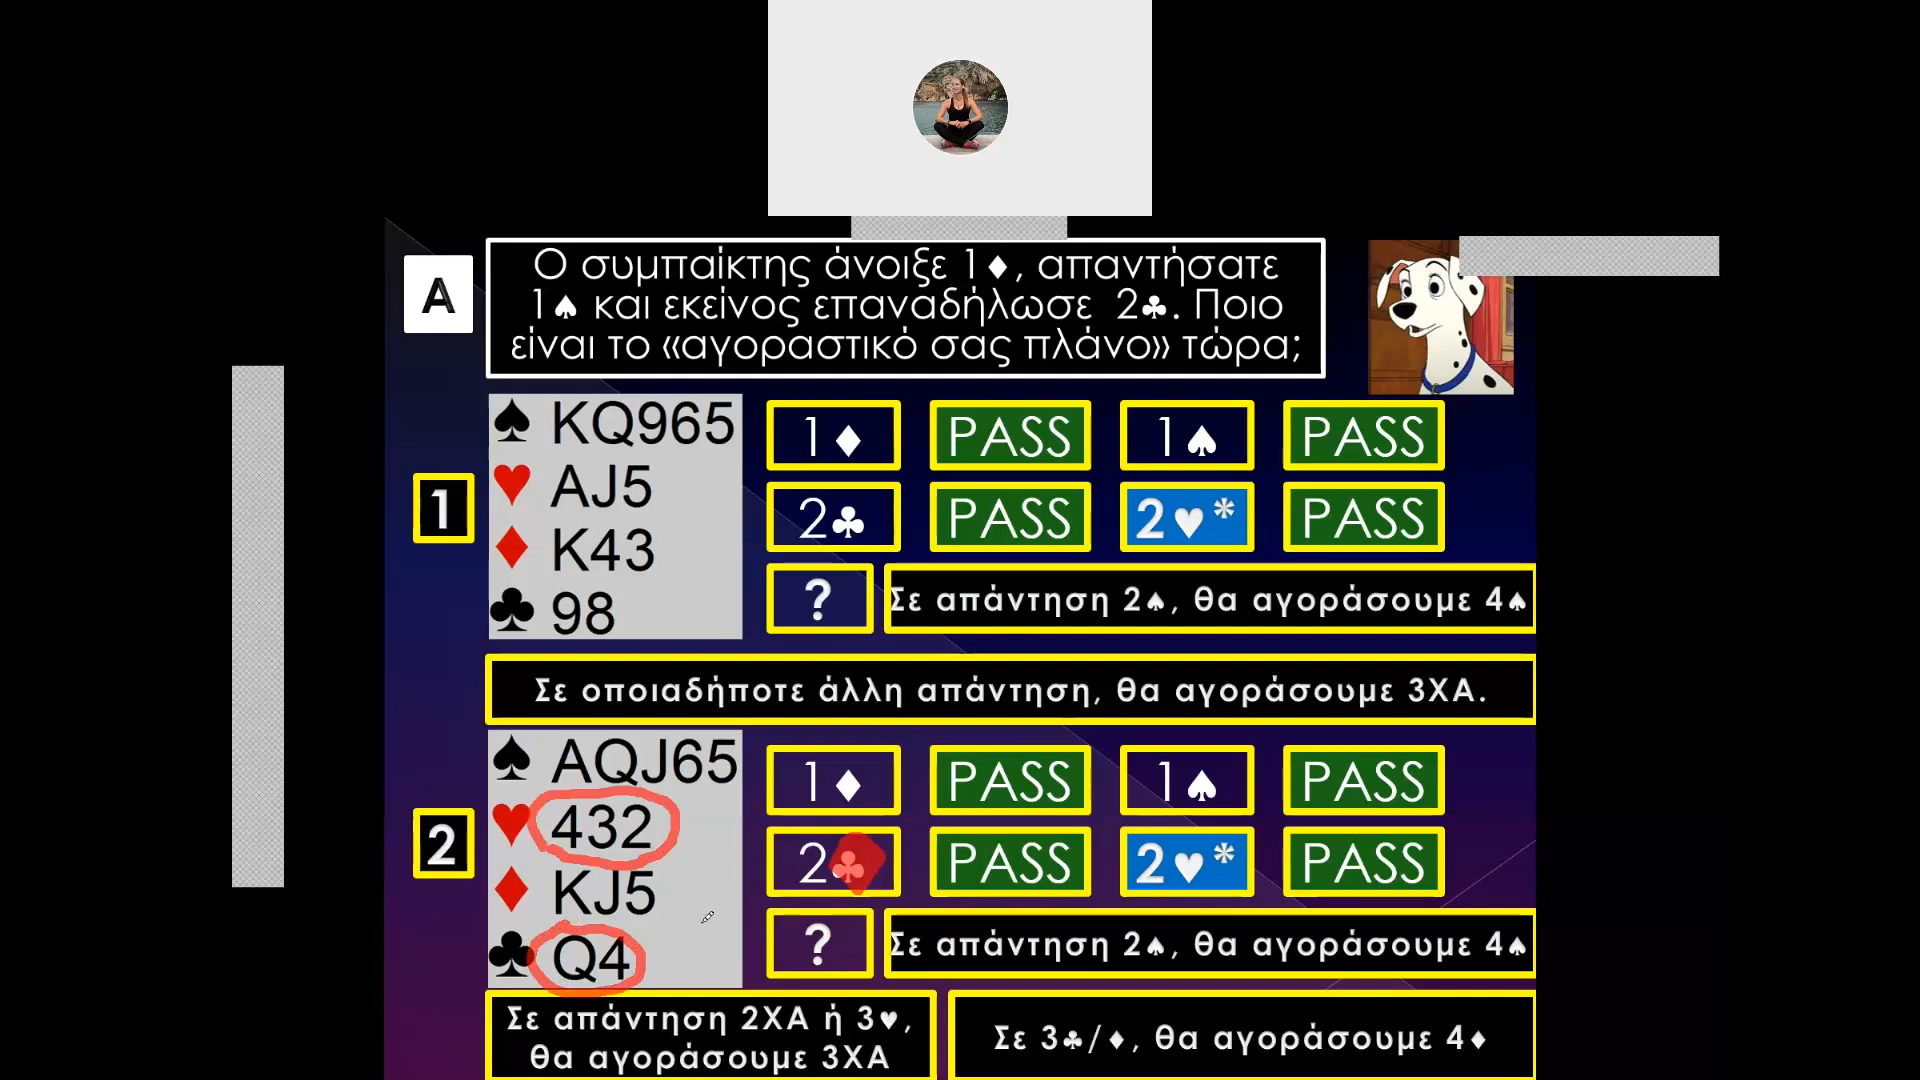 A
Ο συμπαίκτης άνοιξε 1♦, απαντήσατε
1♠ και εκείνος επαναδήλωσε 2♣. Ποιο
είναι το «αγοραστικό σας πλάνο» τώρα;
1
♠ KQ965
♥ AJ5
♦ K43
♣ 98
1♦ PASS 1♠ PASS
2♣ PASS 2♥* PASS
? Σε απάντηση 2♠, θα αγοράσουμε 4♠
Σε οποιαδήποτε άλλη απάντηση, θα αγοράσουμε 3ΧΑ.
2
♠ AQJ65
♥ 432
♦ KJ5
♣ Q4
1♦ PASS 1♠ PASS
2♣ PASS 2♥* PASS
? Σε απάντηση 2♠, θα αγοράσουμε 4♠
Σε απάντηση 2ΧΑ ή 3♥,
θα αγοράσουμε 3ΧΑ
Σε 3♣/♦, θα αγοράσουμε 4♦